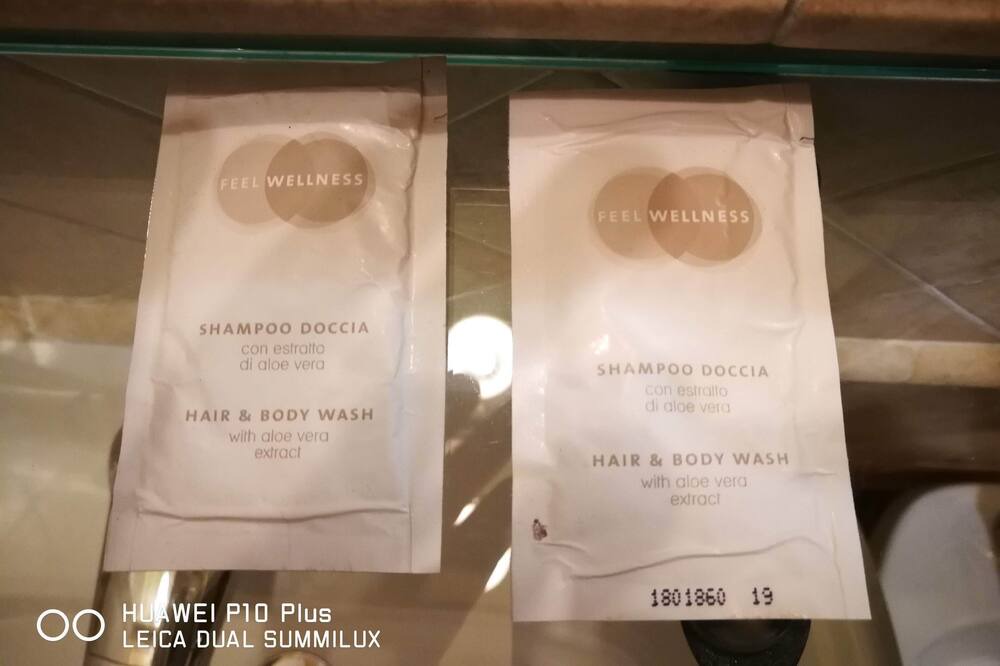 FEEL WELLNESS
SHAMPOO DOCCIA
con estratto
di aloe vera
HAIR & BODY WASH
with aloe vera
extract
FEEL WELLNESS
SHAMPOO DOCCIA
con estratto
di aloe vera
HAIR & BODY WASH
with aloe vera
extract
1801860 19
HUAWEI P10 Plus
LEICA DUAL SUMMILUX